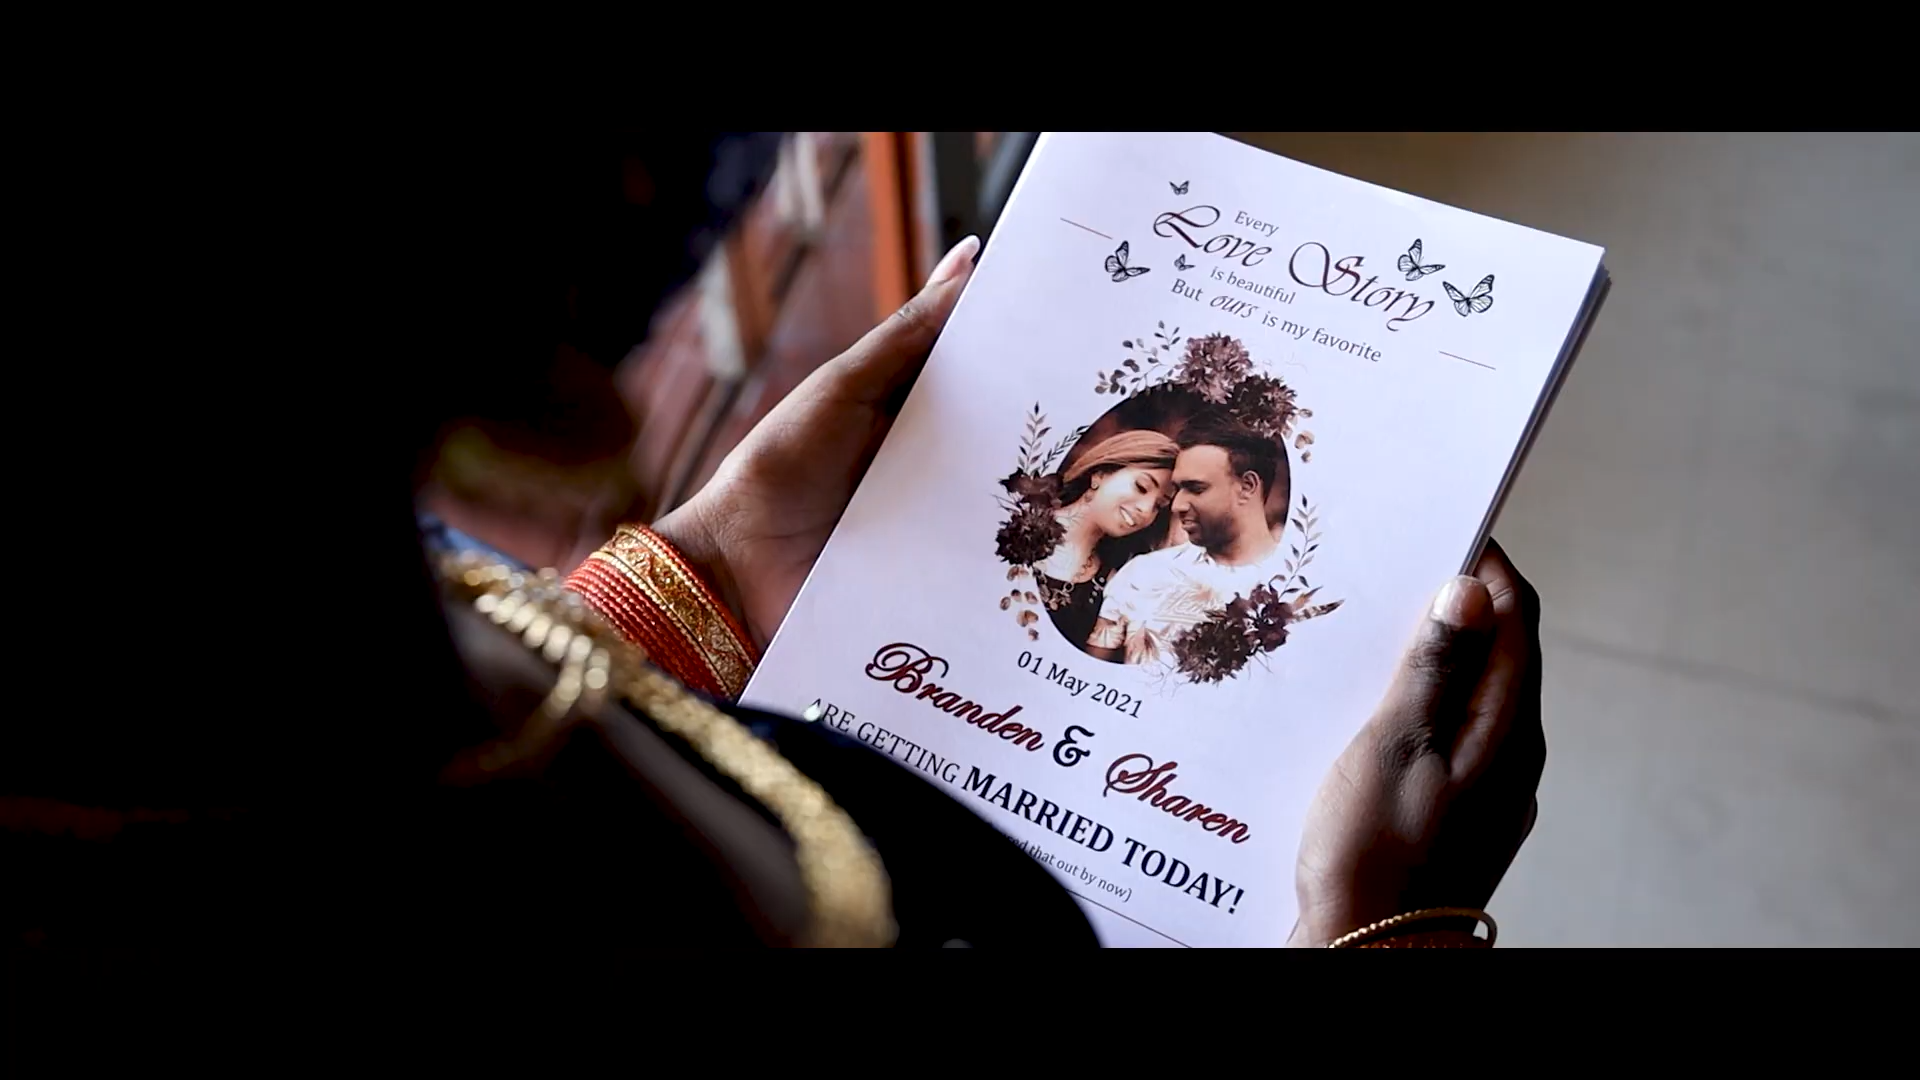 Every
Love Story
is beautiful
But ours is my favorite
01 May 2021
Branden & Sharen
ARE GETTING MARRIED TODAY!
that out by now)